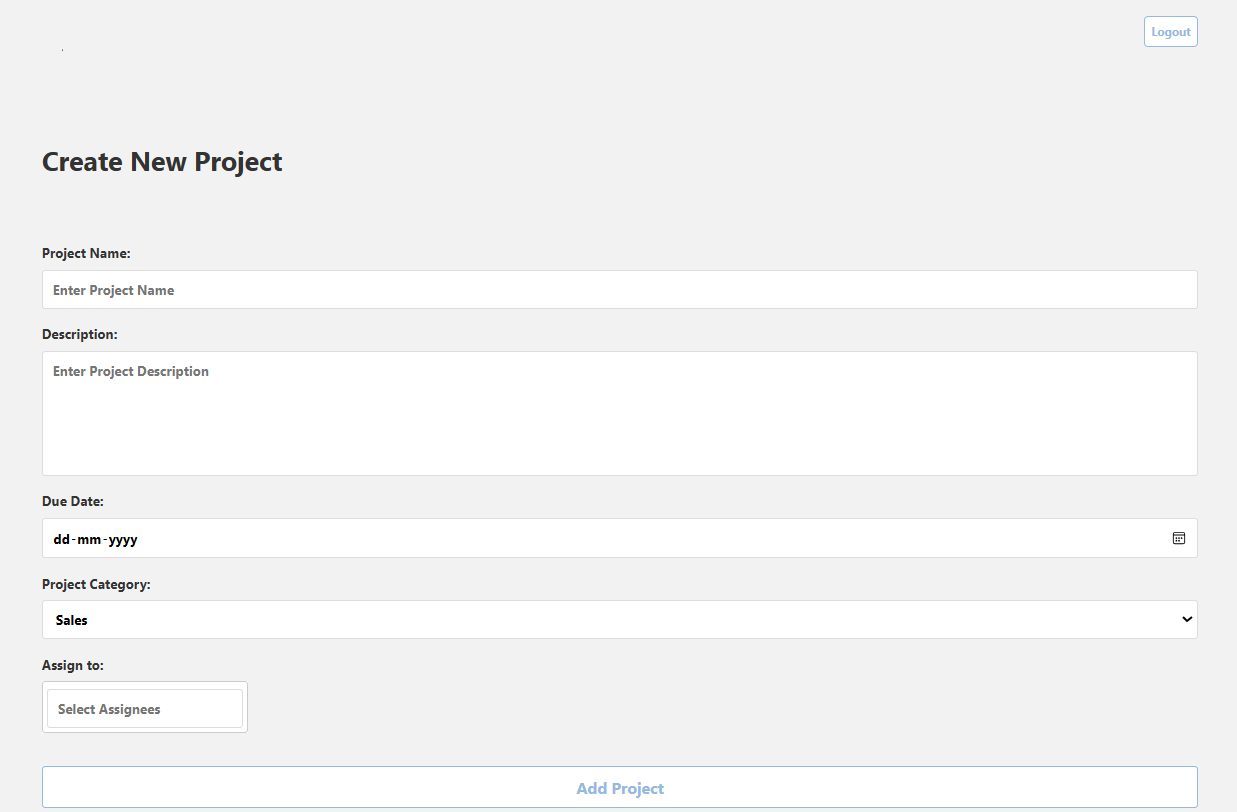 Logout
Create New Project
Project Name:
Enter Project Name
Description:
Enter Project Description
Due Date:
dd-mm-yyyy
Project Category:
Sales
Assign to:
Select Assignees
Add Project